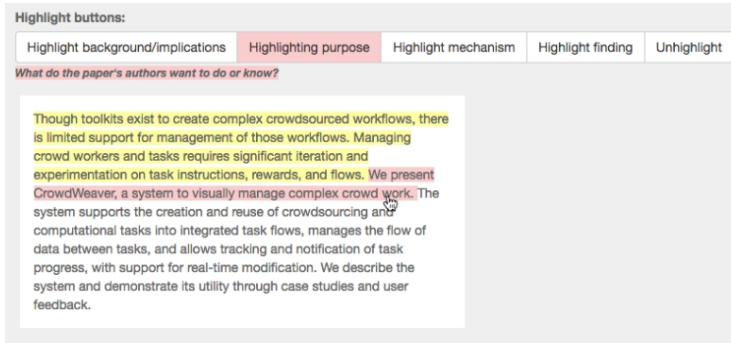 Highlight buttons:
Highlight background/implications Highlighting purpose Highlight mechanism Highlight finding Unhighlight
What do the paper's authors want to do or know?
Though toolkits exist to create complex crowdsourced workflows, there
is limited support for management of those workflows. Managing
crowd workers and tasks requires significant iteration and
experimentation on task instructions, rewards, and flows. We present
CrowdWeaver, a system to visually manage complex crowd work. The
system supports the creation and reuse of crowdsourcing and
computational tasks into integrated task flows, manages the flow of
data between tasks, and allows tracking and notification of task
progress, with support for real-time modification. We describe the
system and demonstrate its utility through case studies and user
feedback.